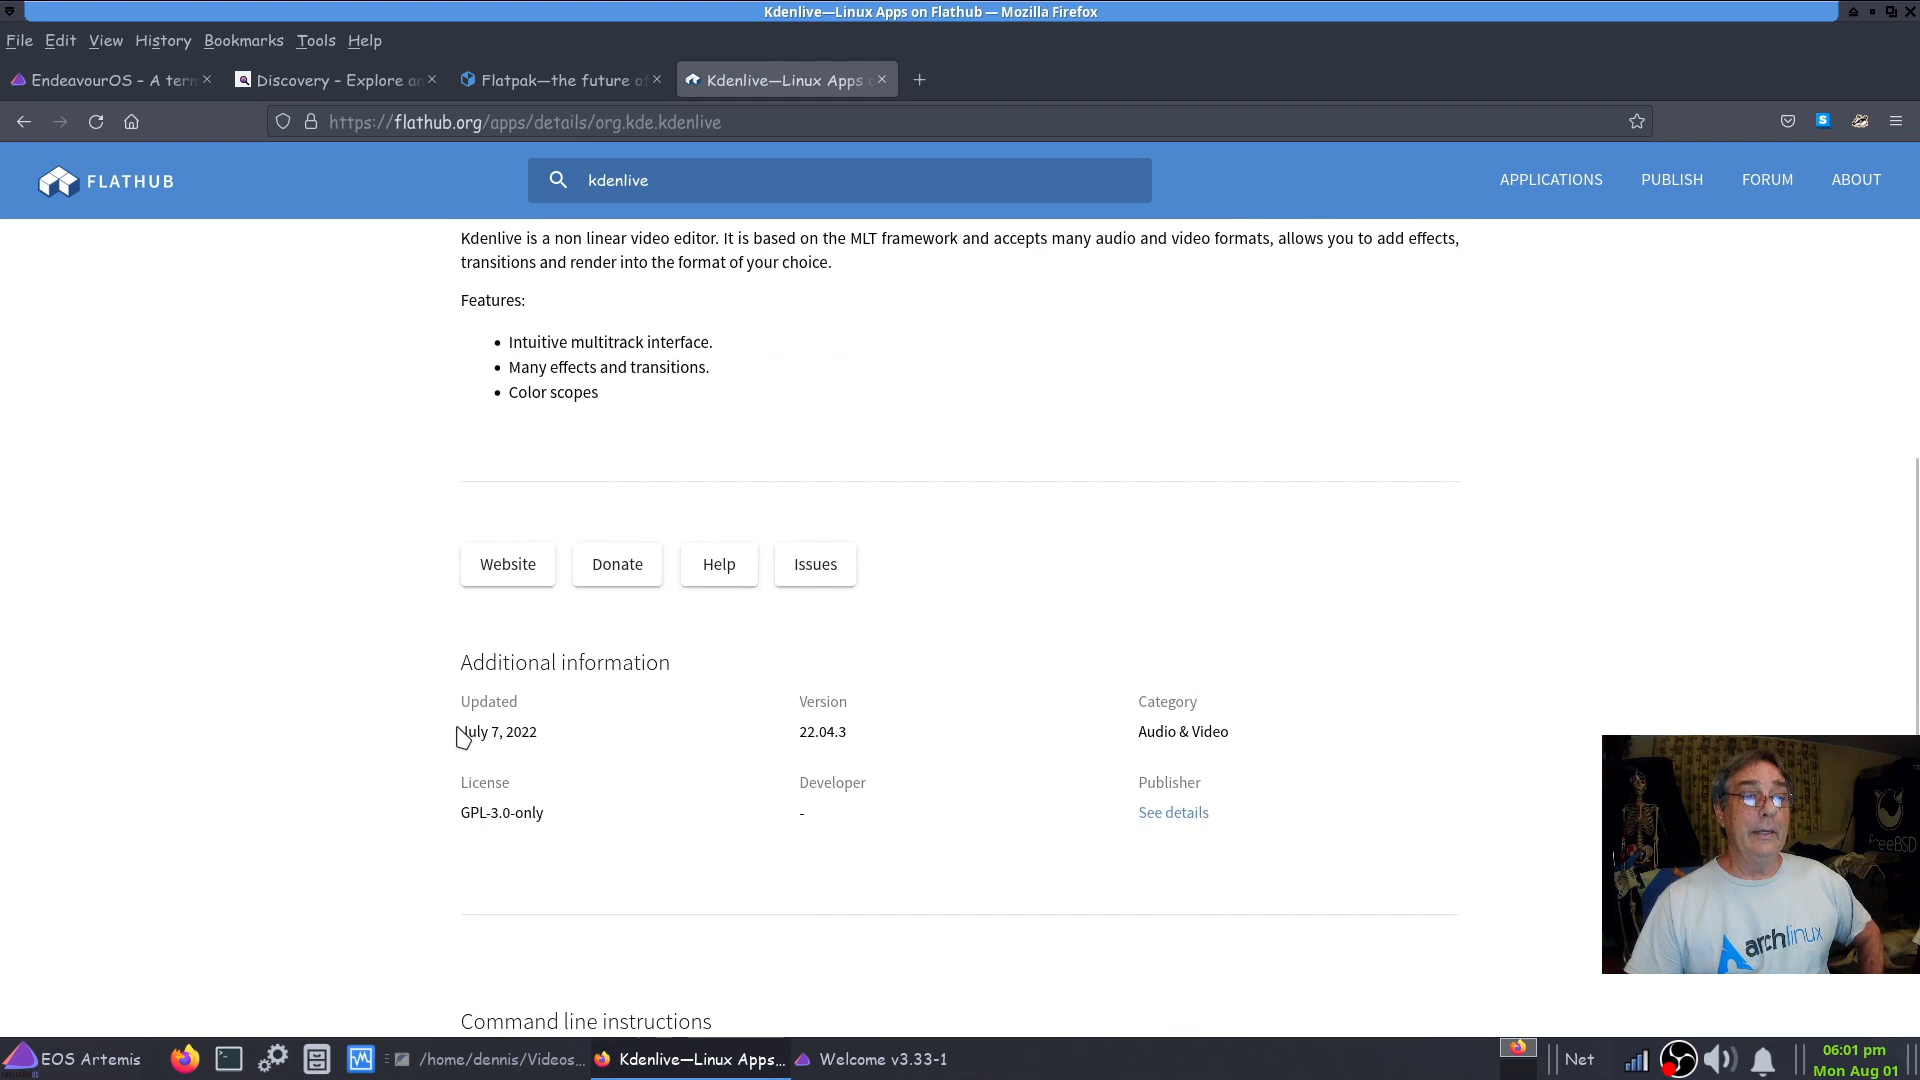 Kdenlive—Linux Apps on Flathub — Mozilla Firefox
File Edit View History Bookmarks Tools Help
EndeavourOS – A term
Discovery – Explore an
Flatpak—the future of
Kdenlive—Linux Apps o
https://flathub.org/apps/details/org.kde.kdenlive
S
FLATHUB
kdenlive
APPLICATIONS PUBLISH FORUM ABOUT
Kdenlive is a non linear video editor. It is based on the MLT framework and accepts many audio and video formats, allows you to add effects,
transitions and render into the format of your choice.
Features:
• Intuitive multitrack interface.
• Many effects and transitions.
• Color scopes
Website Donate Help Issues
Additional information
Updated Version Category
July 7, 2022 22.04.3 Audio & Video
License Developer Publisher
GPL-3.0-only - See details
freeBSD
archlinux
Command line instructions
EOS Artemis
/home/dennis/Videos...
Kdenlive—Linux Apps...
Welcome v3.33-1
Net
06:01 pm
Mon Aug 01